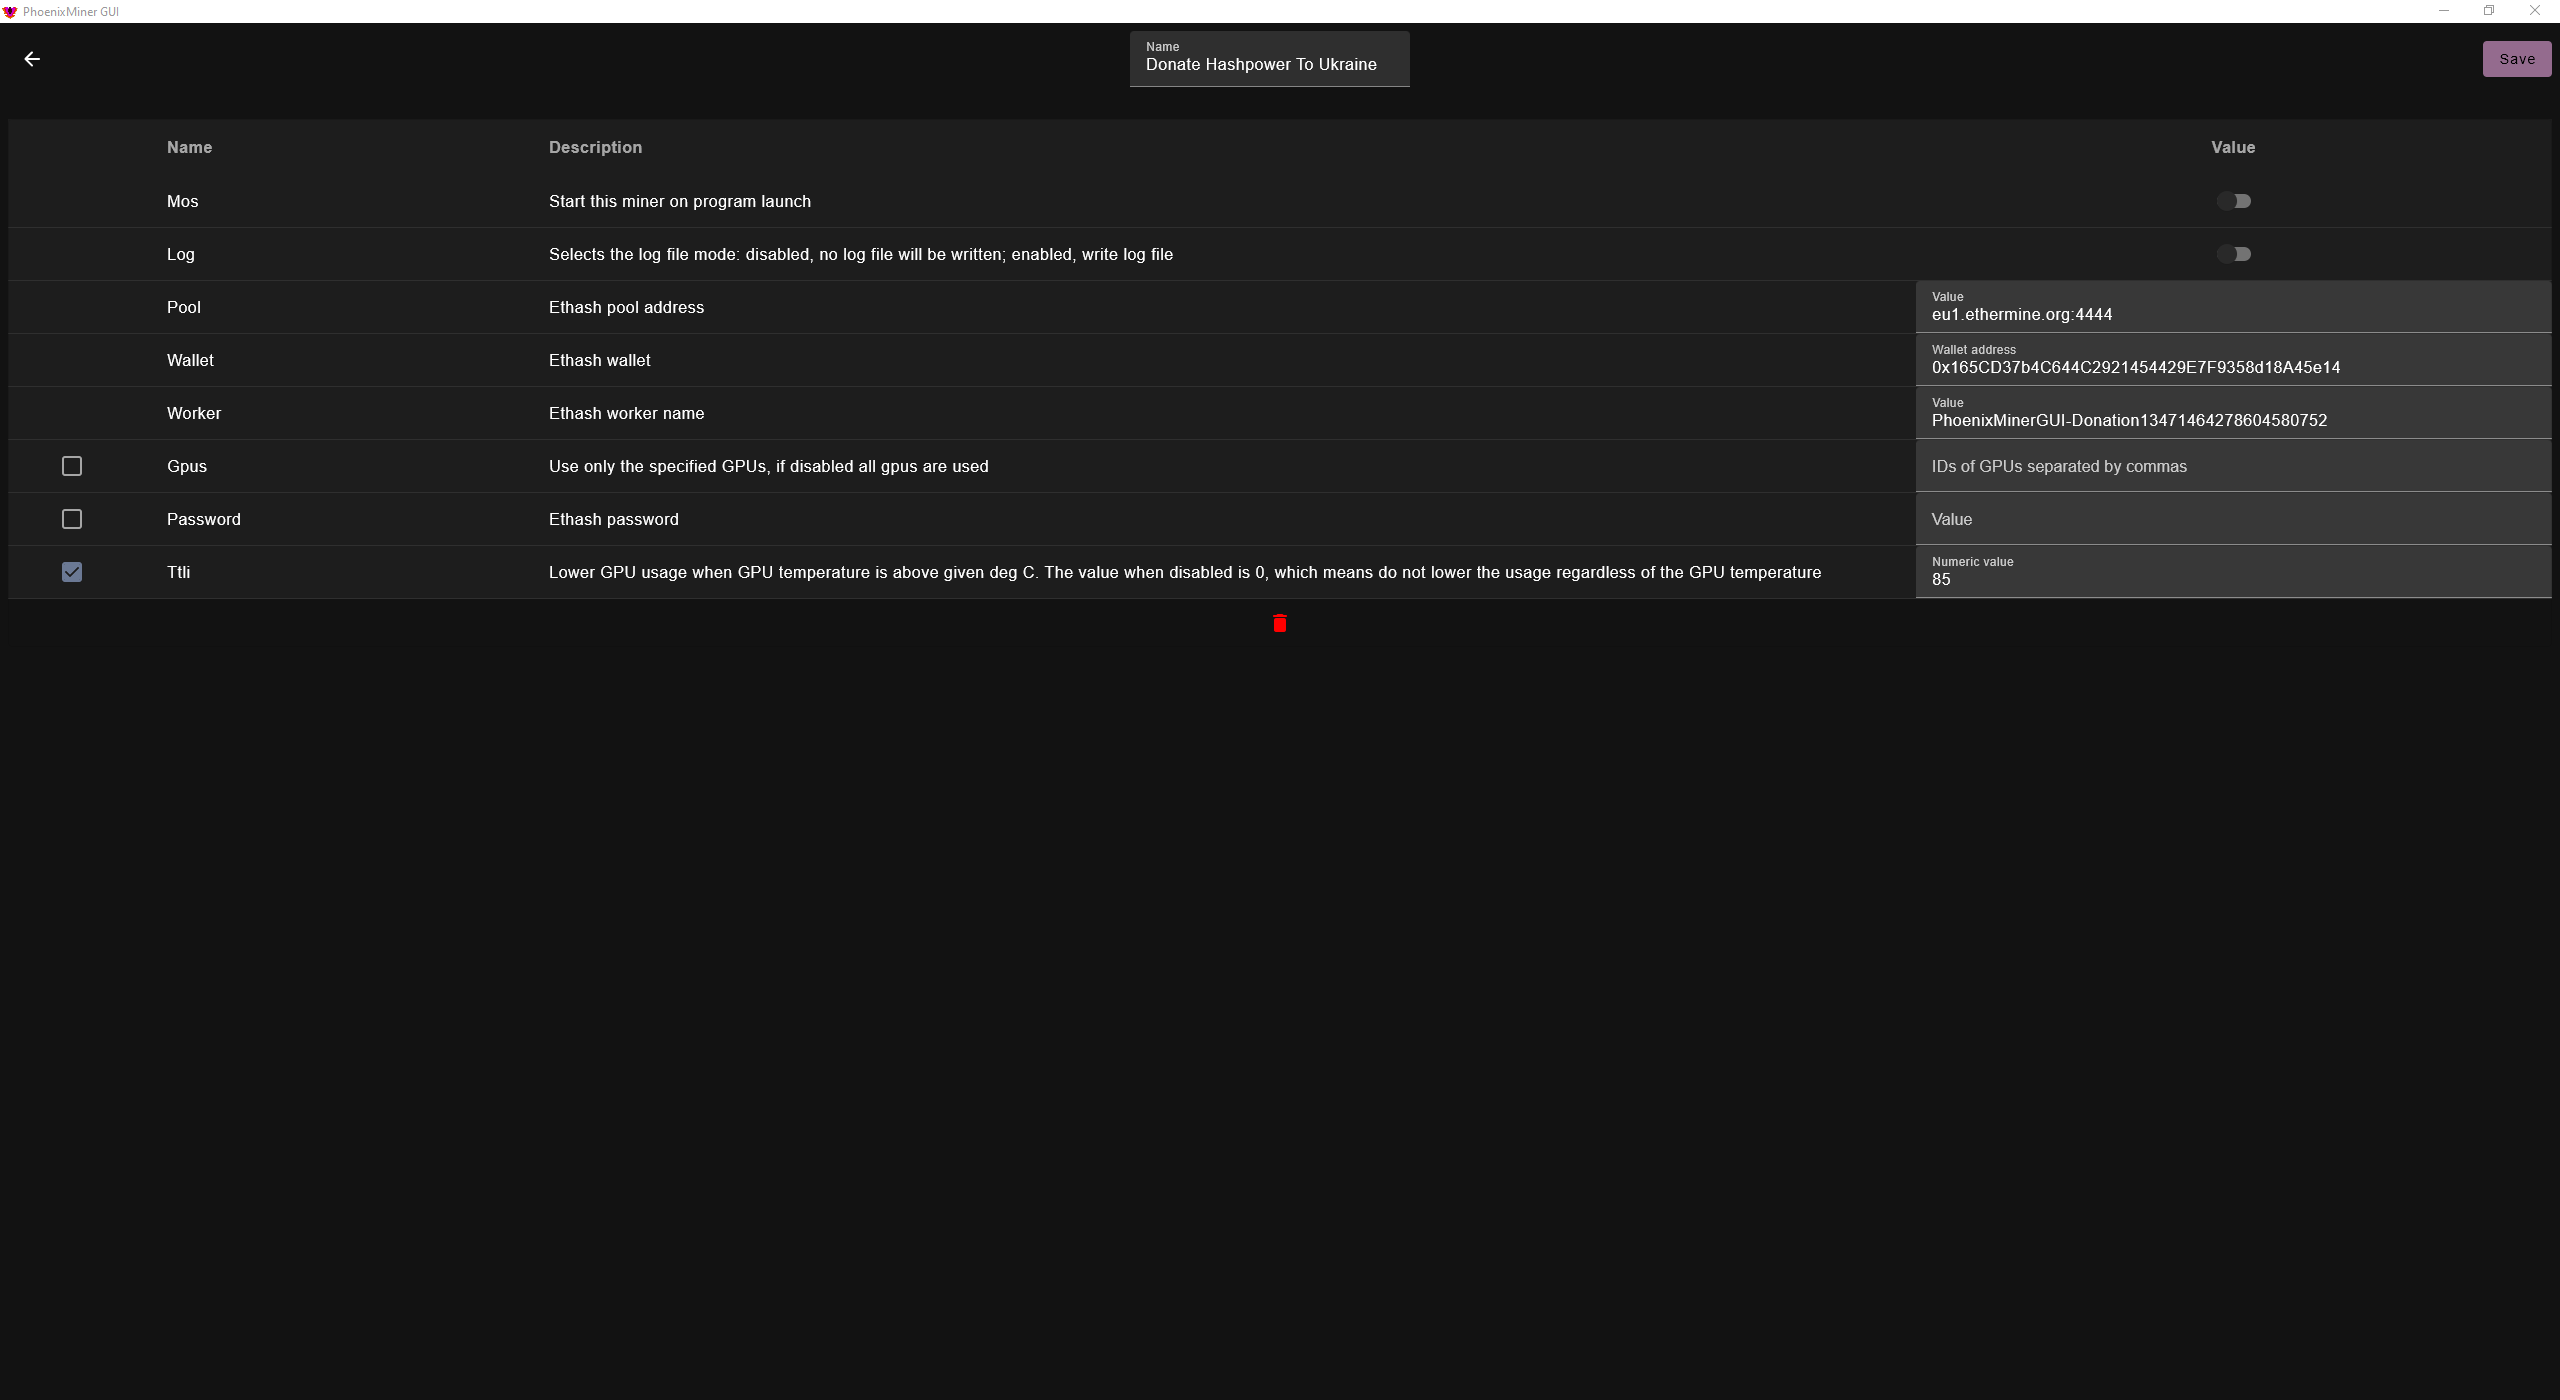 PhoenixMiner GUI
Name
Donate Hashpower To Ukraine
Save
Name Description Value
Mos Start this miner on program launch
Log Selects the log file mode: disabled, no log file will be written; enabled, write log file
Pool Ethash pool address
Value
eu1.ethermine.org:4444
Wallet Ethash wallet
Wallet address
0x165CD37b4C644C2921454429E7F9358d18A45e14
Worker Ethash worker name
Value
PhoenixMinerGUI-Donation13471464278604580752
Gpus Use only the specified GPUs, if disabled all gpus are used IDs of GPUs separated by commas
Password Ethash password Value
Ttli Lower GPU usage when GPU temperature is above given deg C. The value when disabled is 0, which means do not lower the usage regardless of the GPU temperature
Numeric value
85